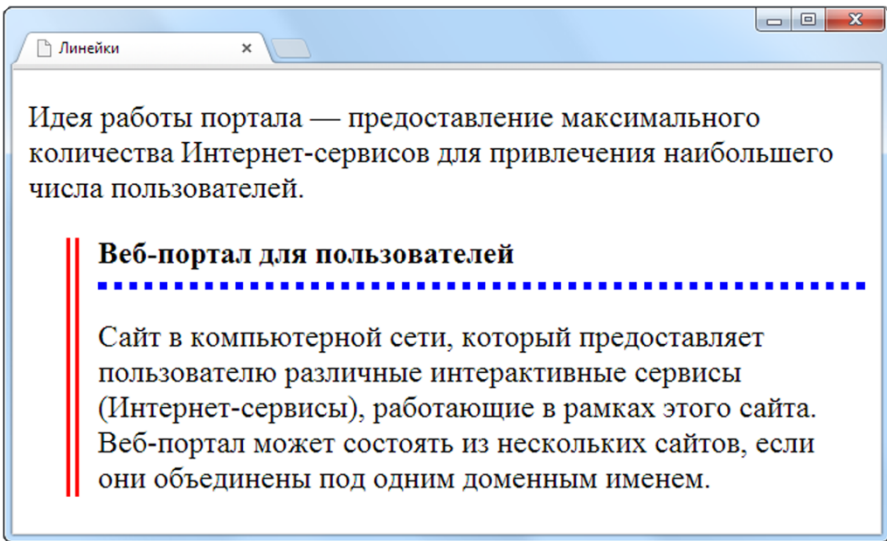 Линейки
Идея работы портала — предоставление максимального
количества Интернет-сервисов для привлечения наибольшего
числа пользователей.
Веб-портал для пользователей
Сайт в компьютерной сети, который предоставляет
пользователю различные интерактивные сервисы
(Интернет-сервисы), работающие в рамках этого сайта.
Веб-портал может состоять из нескольких сайтов, если
они объединены под одним доменным именем.